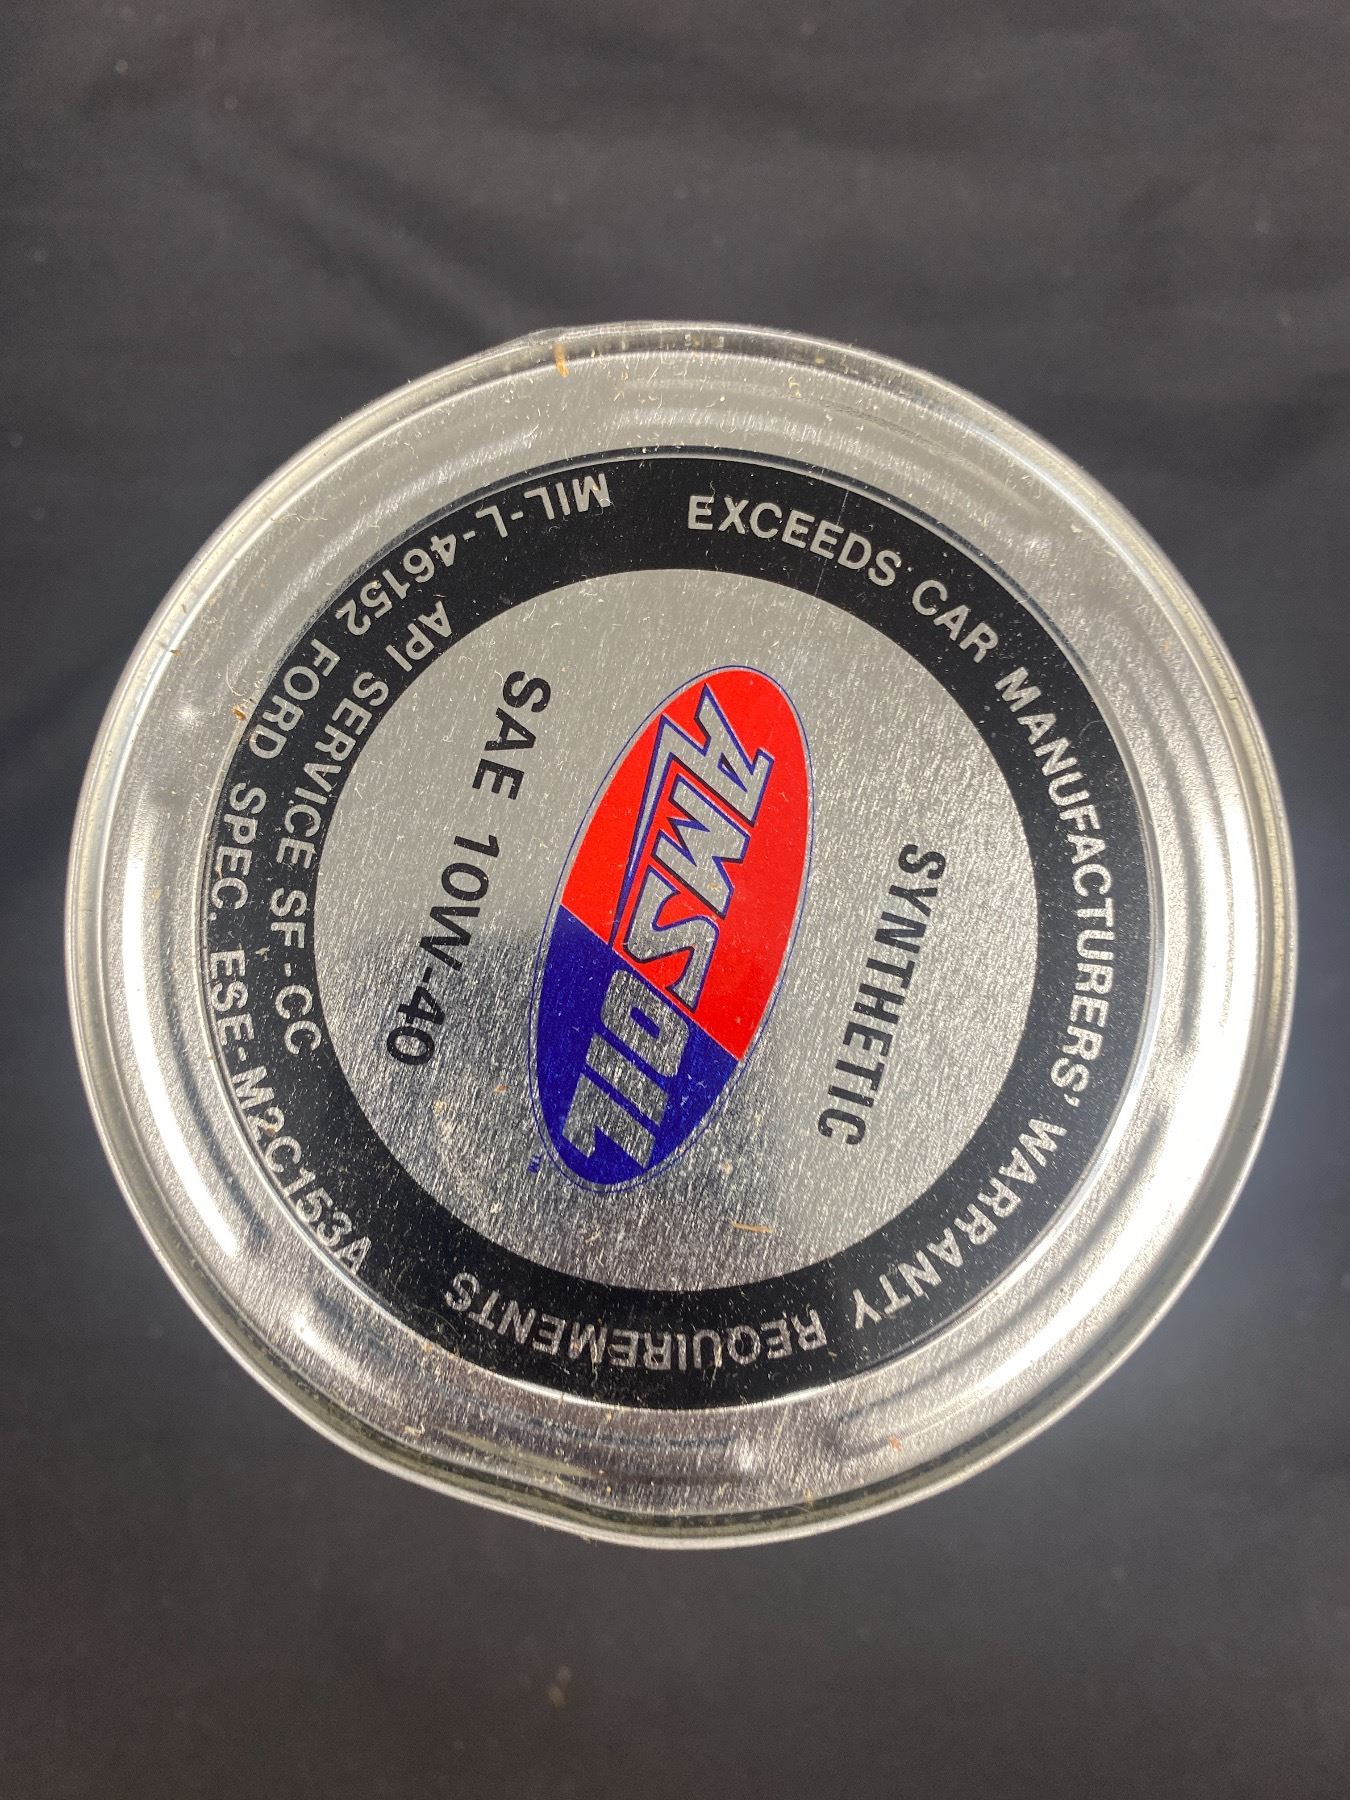 EXCEEDS CAR MANUFACTURERS' WARRANTY REQUIREMENTS
SYNTHETIC
AMSOIL
TM
SAE 10W-40
API SERVICE SF-CC
MIL-L-46152 FORD SPEC. ESE-M2C153A